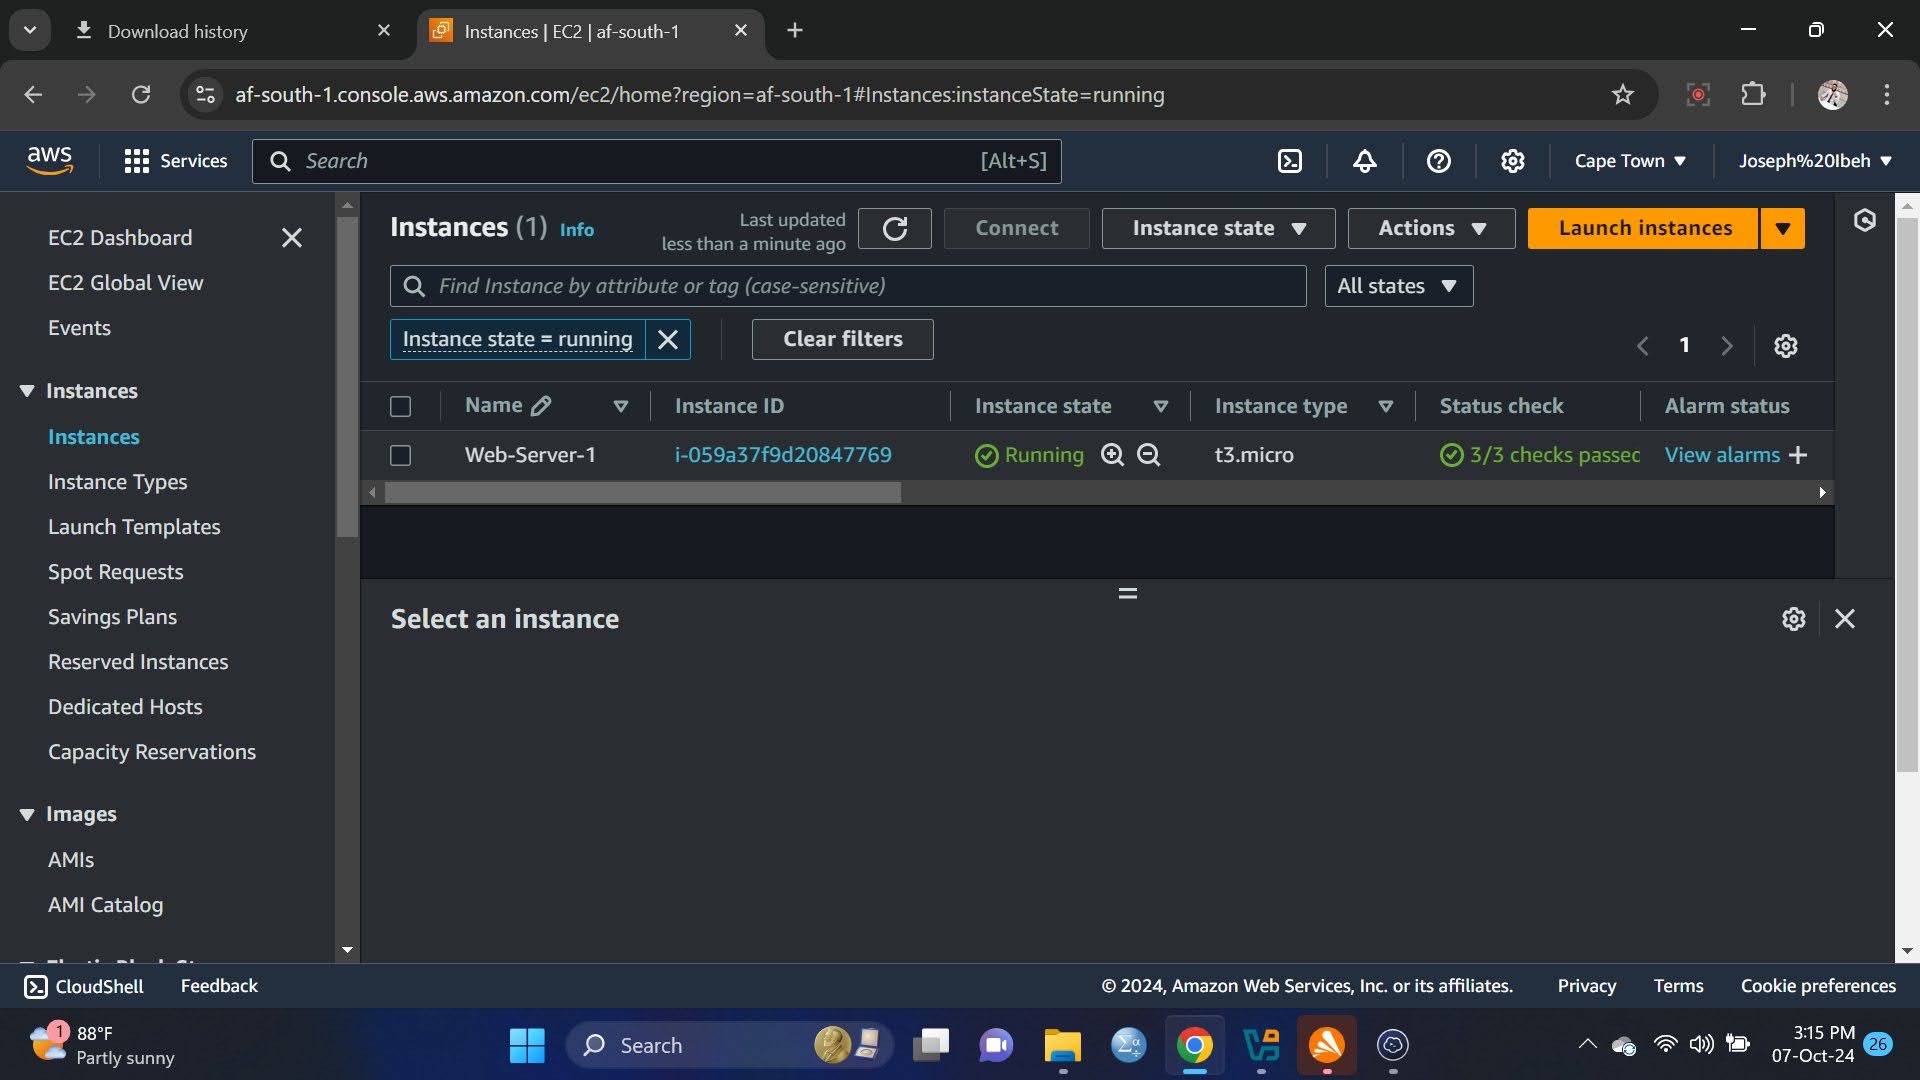 Download history
Instances | EC2 | af-south-1
af-south-1.console.aws.amazon.com/ec2/home?region=af-south-1#Instances:instanceState=running
aws
Services
Search
[Alt+S]
Cape Town
Joseph%20Ibeh
EC2 Dashboard
EC2 Global View
Events
Instances
Instances
Instance Types
Launch Templates
Spot Requests
Savings Plans
Reserved Instances
Dedicated Hosts
Capacity Reservations
Images
AMIs
AMI Catalog
Instances (1) Info
Last updated
less than a minute ago
Connect
Instance state
Actions
Launch instances
Find Instance by attribute or tag (case-sensitive)
All states
Instance state = running
Clear filters
1
Name Instance ID Instance state Instance type Status check Alarm status
Web-Server-1 i-059a37f9d20847769 Running t3.micro 3/3 checks passec View alarms +
Select an instance
CloudShell Feedback
© 2024, Amazon Web Services, Inc. or its affiliates. Privacy Terms Cookie preferences
1
88°F
Partly sunny
Search
3:15 PM
07-Oct-24
26